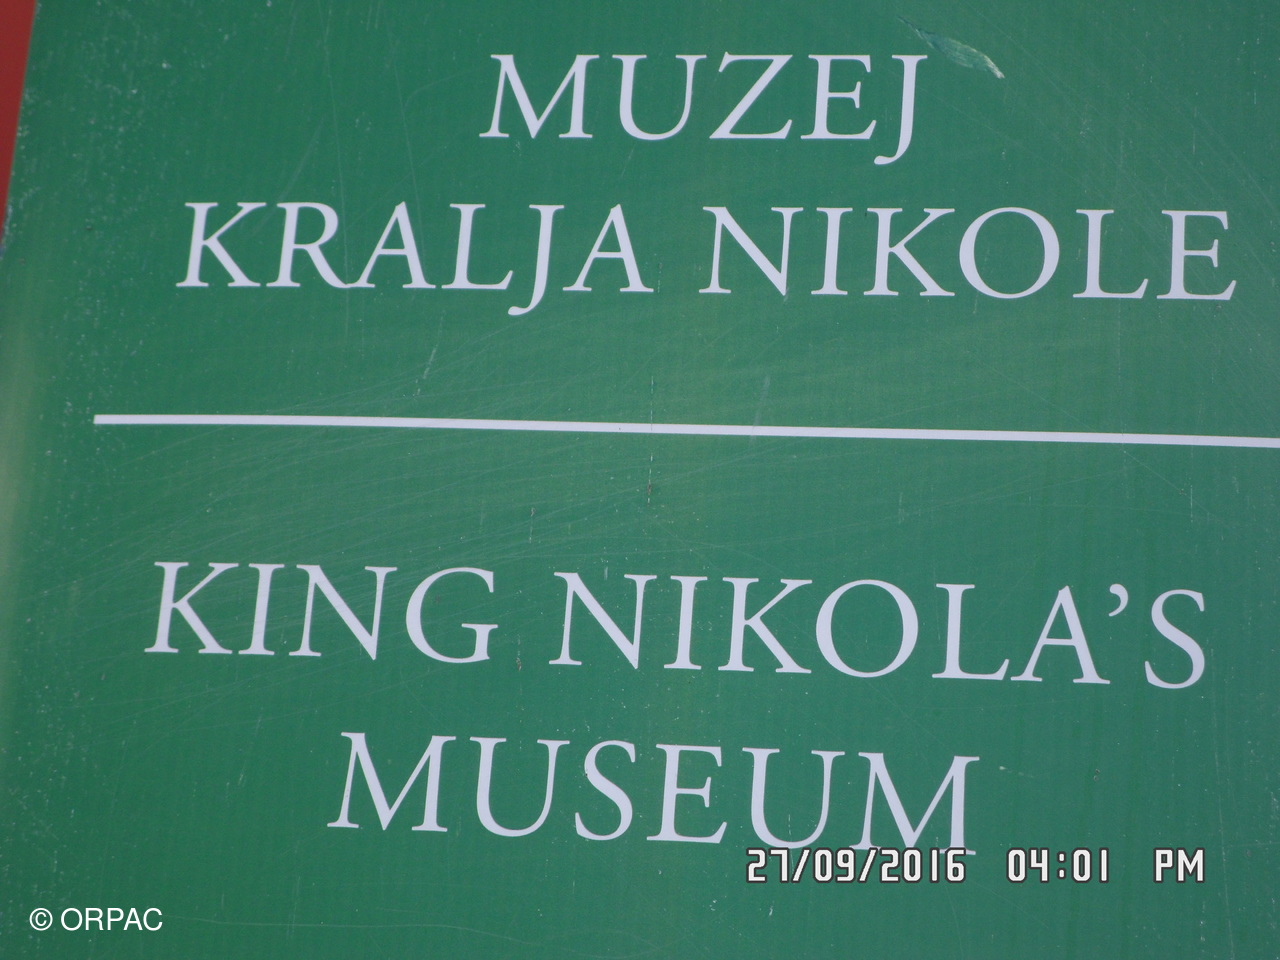 MUZEJ
KRALJA NIKOLE
KING NIKOLA’S
MUSEUM
27/09/2016 04:01 PM
© ORPAC